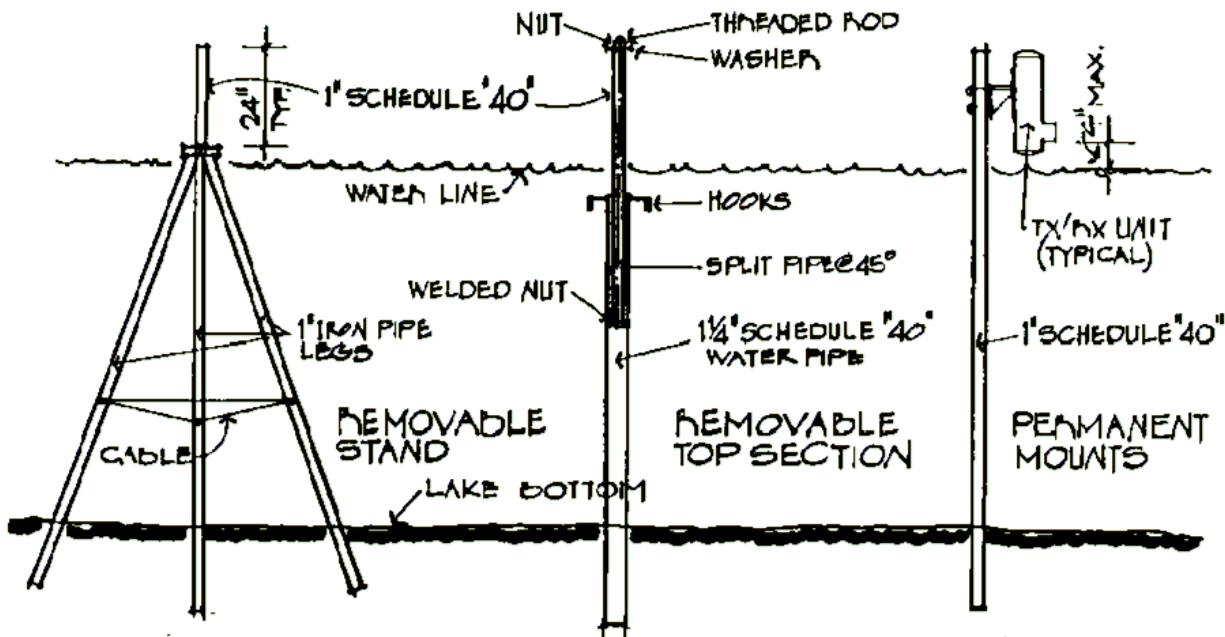 NUT
THREADED ROD
WASHER
24" TYP.
1" SCHEDULE "40"
MAX.
WATER LINE
HOOKS
TX/RX UNIT
(TYPICAL)
SPLIT PIPE @ 45°
WELDED NUT
1" IRON PIPE
LEGS
1¼" SCHEDULE "40"
WATER PIPE
1" SCHEDULE "40"
CABLE
REMOVABLE
STAND
REMOVABLE
TOP SECTION
PERMANENT
MOUNTS
LAKE BOTTOM